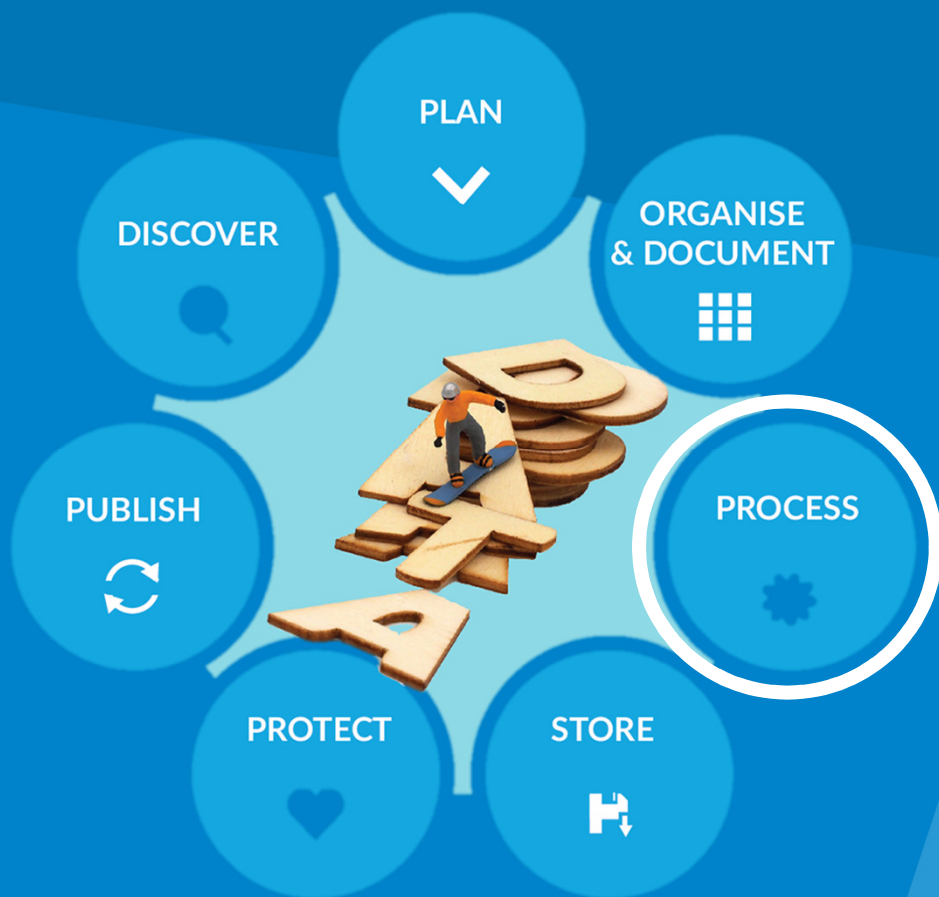 PLAN
ORGANISE
& DOCUMENT
PROCESS
STORE
PROTECT
PUBLISH
DISCOVER
D
A
T
A